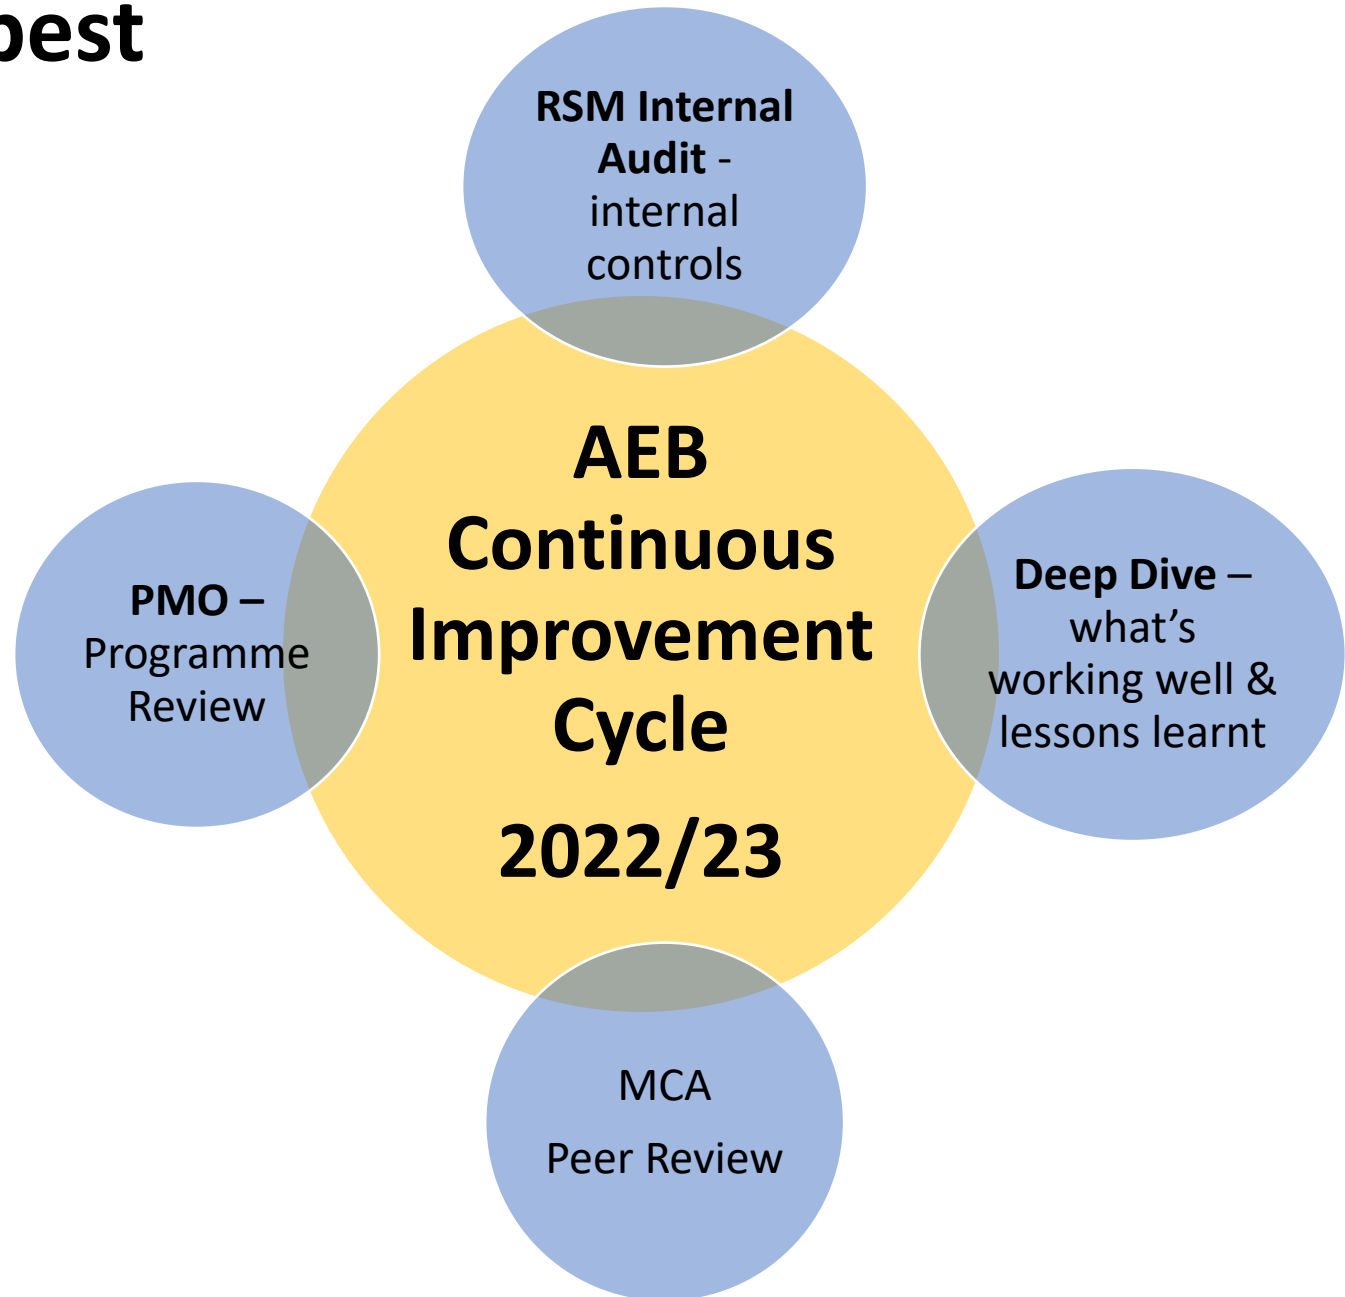 best
RSM Internal
Audit -
internal
controls
AEB
Continuous
Improvement
Cycle
2022/23
PMO –
Programme
Review
Deep Dive –
what’s
working well &
lessons learnt
MCA
Peer Review